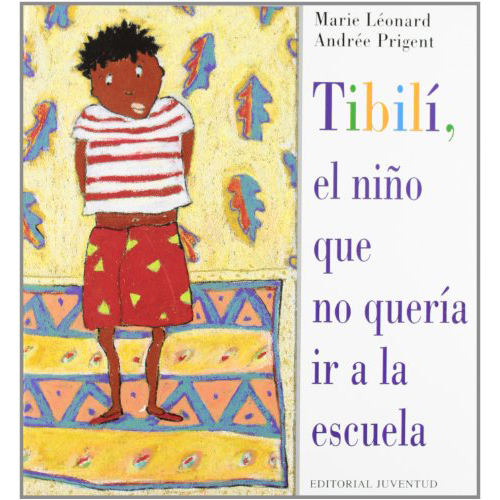 Marie Léonard
Andrée Prigent
Tibilí,
el niño
que
no quería
ir a la
escuela
EDITORIAL JUVENTUD